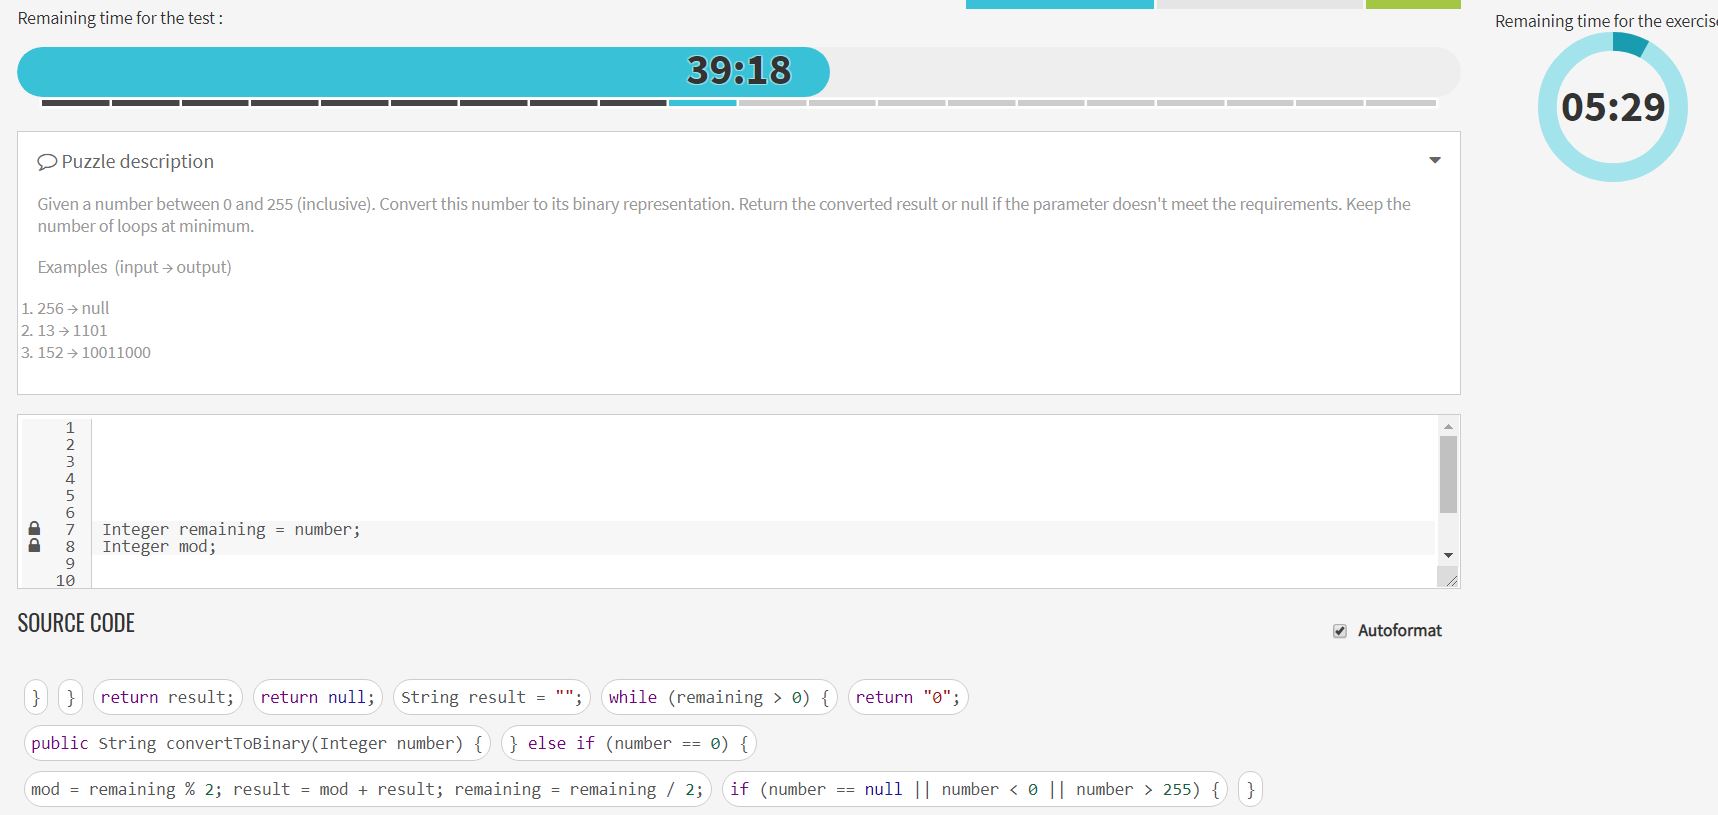 Remaining time for the test :
Remaining time for the exercis
39:18
05:29
Puzzle description
Given a number between 0 and 255 (inclusive). Convert this number to its binary representation. Return the converted result or null if the parameter doesn't meet the requirements. Keep the
number of loops at minimum.
Examples (input → output)
1. 256 → null
2. 13 → 1101
3. 152 → 10011000
1
2
3
4
5
6
7 Integer remaining = number;
8 Integer mod;
9
10
SOURCE CODE
Autoformat
} } return result; return null; String result = ""; while (remaining > 0) { return "0";
public String convertToBinary(Integer number) { } else if (number == 0) {
mod = remaining % 2; result = mod + result; remaining = remaining / 2; if (number == null || number < 0 || number > 255) { }